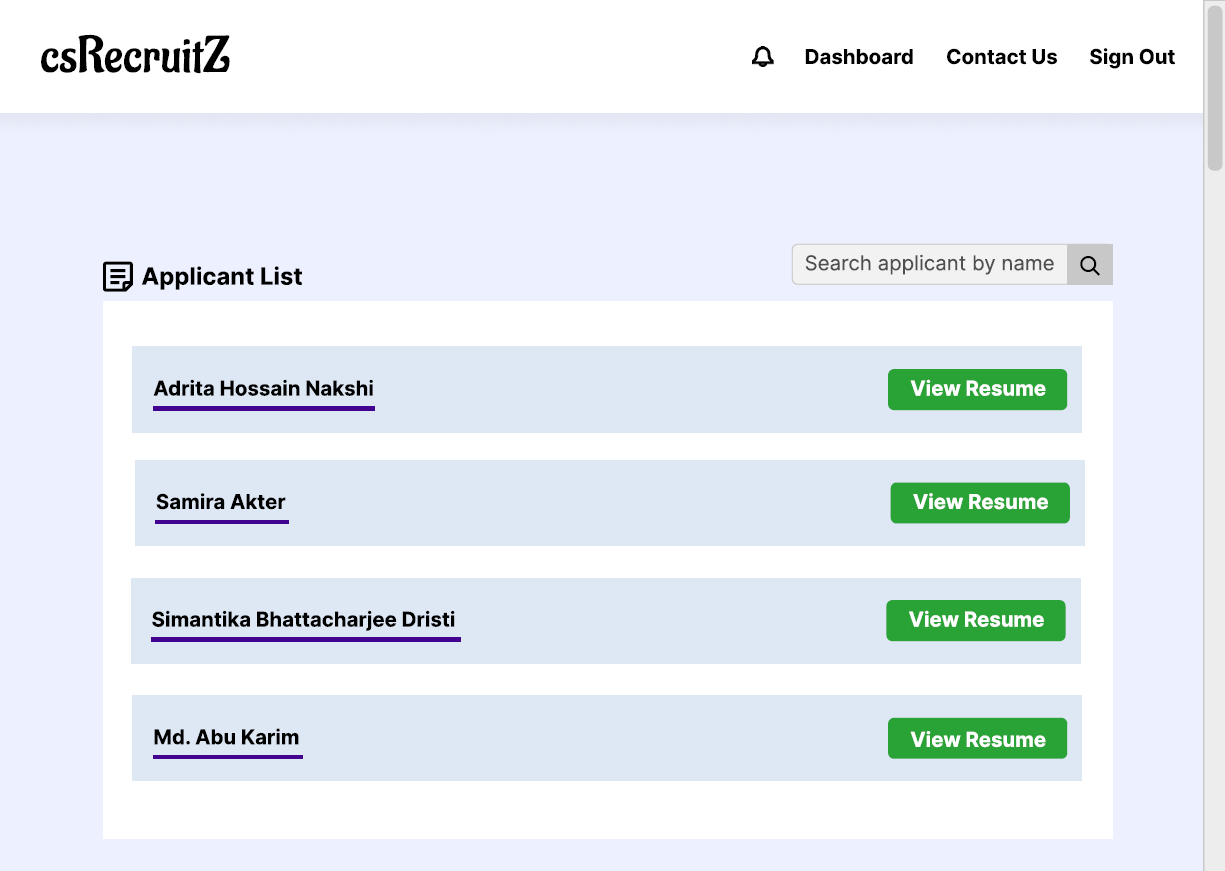 csRecruitZ
Dashboard Contact Us Sign Out
Applicant List
Search applicant by name
Adrita Hossain Nakshi
View Resume
Samira Akter
View Resume
Simantika Bhattacharjee Dristi
View Resume
Md. Abu Karim
View Resume